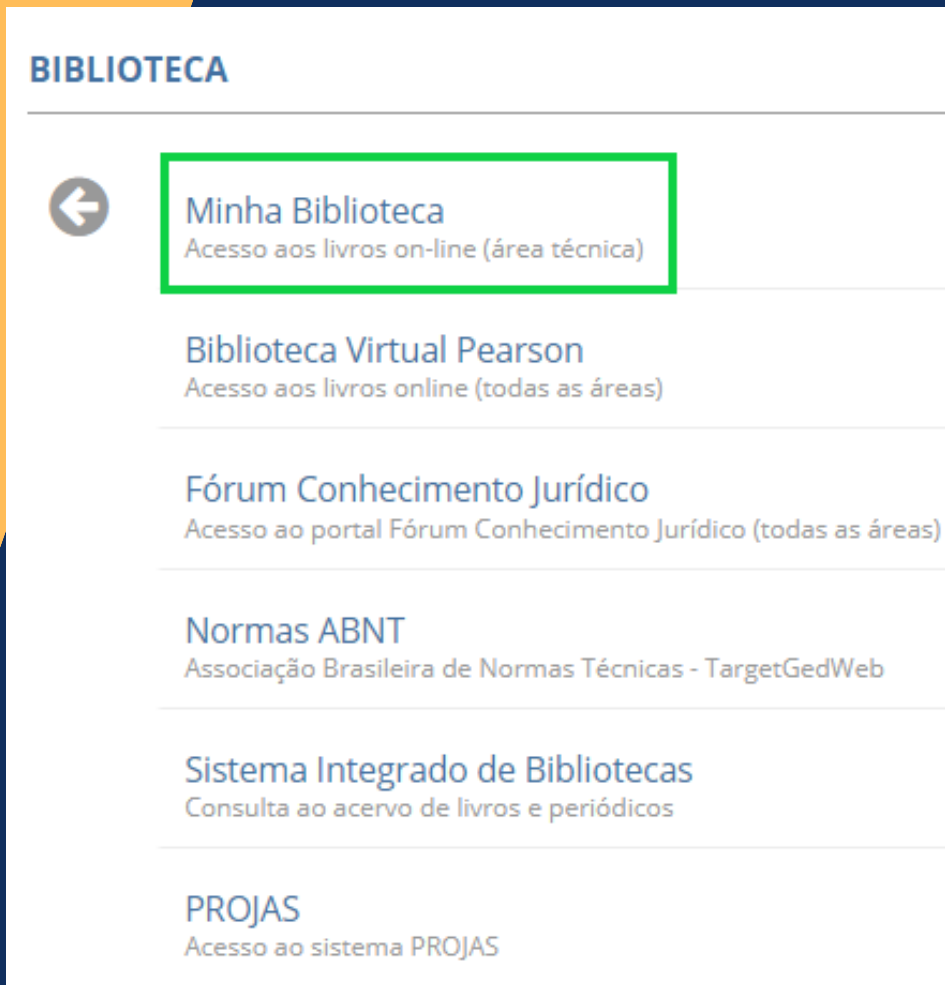 BIBLIOTECA
Minha Biblioteca
Acesso aos livros on-line (área técnica)
Biblioteca Virtual Pearson
Acesso aos livros online (todas as áreas)
Fórum Conhecimento Jurídico
Acesso ao portal Fórum Conhecimento Jurídico (todas as áreas)
Normas ABNT
Associação Brasileira de Normas Técnicas - TargetGedWeb
Sistema Integrado de Bibliotecas
Consulta ao acervo de livros e periódicos
PROJAS
Acesso ao sistema PROJAS